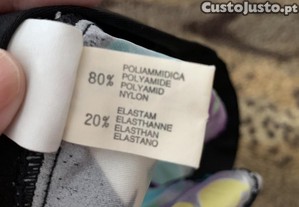 CustoJusto.pt
80%
POLIAMMIDICA
POLYAMIDE
POLYAMID
NYLON
20%
ELASTAM
ELASTHANNE
ELASTHAN
ELASTANO